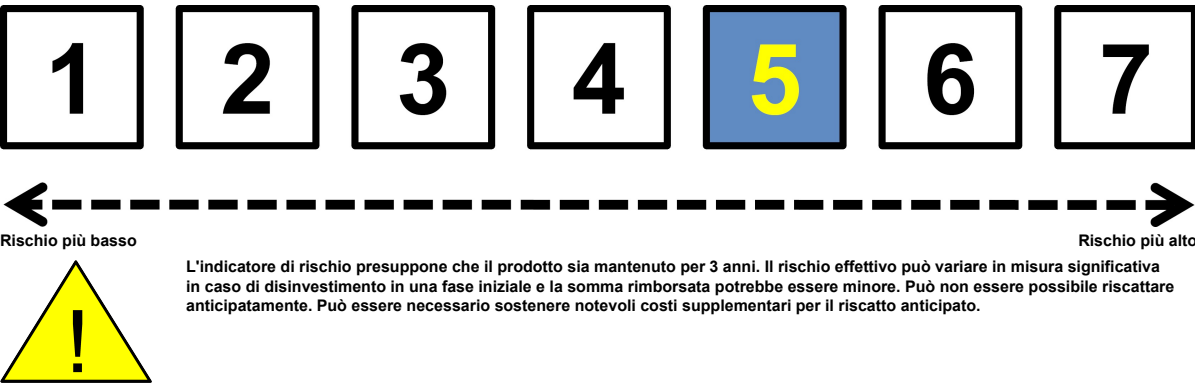 1 2 3 4 5 6 7
Rischio più basso Rischio più alto
L'indicatore di rischio presuppone che il prodotto sia mantenuto per 3 anni. Il rischio effettivo può variare in misura significativa
in caso di disinvestimento in una fase iniziale e la somma rimborsata potrebbe essere minore. Può non essere possibile riscattare
anticipatamente. Può essere necessario sostenere notevoli costi supplementari per il riscatto anticipato.
!